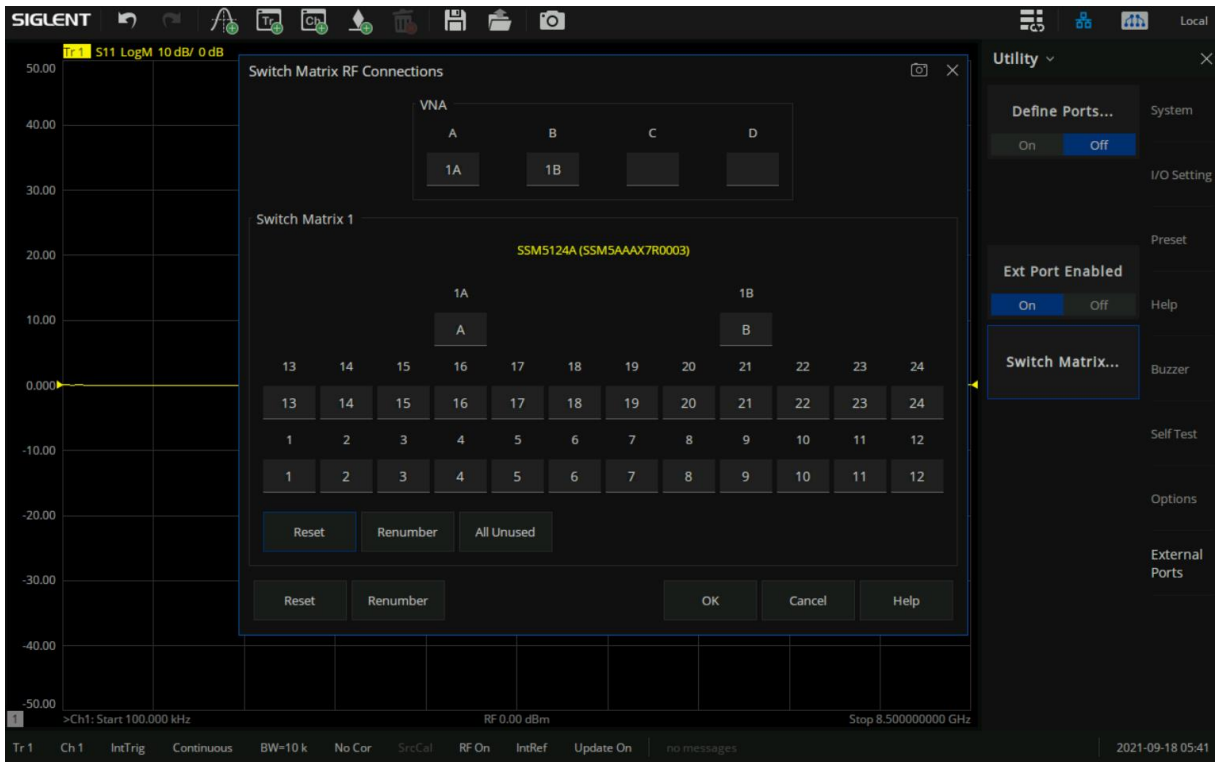 SIGLENT Tr Ch Local
Tr 1 S11 LogM 10 dB/ 0 dB
50.00
40.00
30.00
20.00
10.00
0.000
-10.00
-20.00
-30.00
-40.00
-50.00
Switch Matrix RF Connections
VNA
A B C D
1A 1B
Switch Matrix 1
SSM5124A (SSM5AAAX7R0003)
1A 1B
A B
13 14 15 16 17 18 19 20 21 22 23 24
13 14 15 16 17 18 19 20 21 22 23 24
1 2 3 4 5 6 7 8 9 10 11 12
1 2 3 4 5 6 7 8 9 10 11 12
Reset Renumber All Unused
Reset Renumber OK Cancel Help
Utility
Define Ports...
On Off
Ext Port Enabled
On Off
Switch Matrix...
System
I/O Setting
Preset
Help
Buzzer
Self Test
Options
External
Ports
1 >Ch1: Start 100.000 kHz RF 0.00 dBm Stop 8.500000000 GHz
Tr 1 Ch 1 IntTrig Continuous BW=10 k No Cor SrcCal RF On IntRef Update On no messages 2021-09-18 05:41